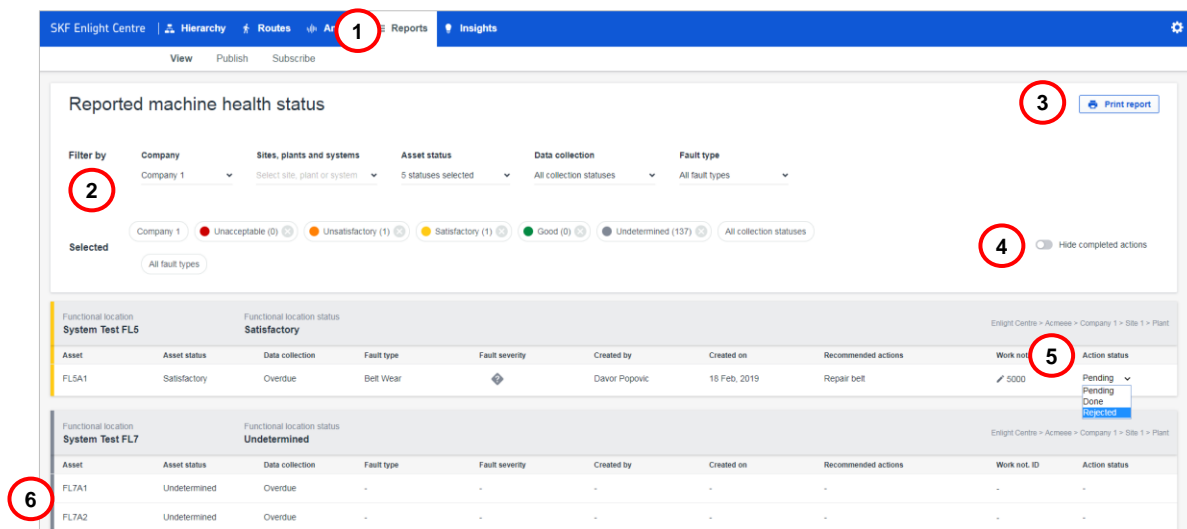 SKF Enlight Centre Hierarchy Routes 1 Reports Insights
View Publish Subscribe
Reported machine health status 3 Print report
Filter by Company Sites, plants and systems Asset status Data collection Fault type
2 Company 1 Select site, plant or system 5 statuses selected All collection statuses All fault types
Company 1 Unacceptable (0) Unsatisfactory (1) Satisfactory (1) Good (0) Undetermined (137) All collection statuses
Selected 4 Hide completed actions
All fault types
Functional location Functional location status
System Test FL5 Satisfactory Enlight Centre > Acmeee > Company 1 > Site 1 > Plant
Asset Asset status Data collection Fault type Fault severity Created by Created on Recommended actions Work not. 5 Action status
FL5A1 Satisfactory Overdue Belt Wear ? Davor Popovic 18 Feb, 2019 Repair belt 5000 Pending
Pending
Done
Rejected
Functional location Functional location status
System Test FL7 Undetermined Enlight Centre > Acmeee > Company 1 > Site 1 > Plant
Asset Asset status Data collection Fault type Fault severity Created by Created on Recommended actions Work not. ID Action status
FL7A1 Undetermined Overdue - - - - - - -
6 FL7A2 Undetermined Overdue - - - - - - -